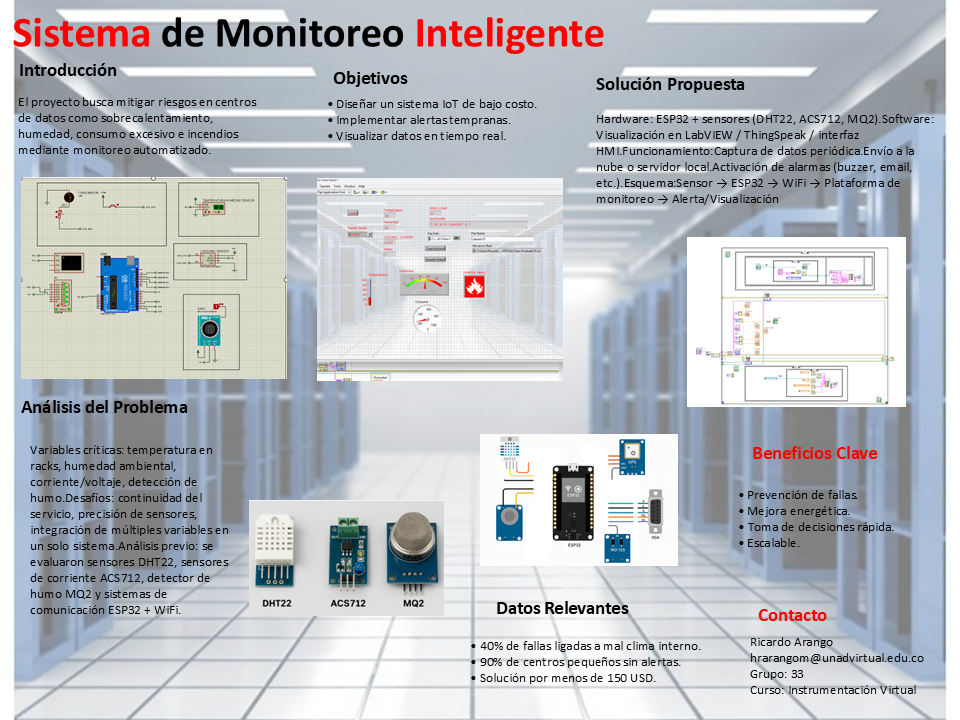 Sistema de Monitoreo Inteligente
Introducción
El proyecto busca mitigar riesgos en centros
de datos como sobrecalentamiento,
humedad, consumo excesivo e incendios
mediante monitoreo automatizado.
Objetivos
• Diseñar un sistema IoT de bajo costo.
• Implementar alertas tempranas.
• Visualizar datos en tiempo real.
Solución Propuesta
Hardware: ESP32 + sensores (DHT22, ACS712, MQ2).Software:
Visualización en LabVIEW / ThingSpeak / interfaz
HMI.Funcionamiento:Captura de datos periódica.Envío a la
nube o servidor local.Activación de alarmas (buzzer, email,
etc.).Esquema:Sensor → ESP32 → WiFi → Plataforma de
monitoreo → Alerta/Visualización
Análisis del Problema
Variables críticas: temperatura en
racks, humedad ambiental,
corriente/voltaje, detección de
humo.Desafíos: continuidad del
servicio, precisión de sensores,
integración de múltiples variables en
un solo sistema.Análisis previo: se
evaluaron sensores DHT22, sensores
de corriente ACS712, detector de
humo MQ2 y sistemas de
comunicación ESP32 + WiFi.
DHT22
ACS712
MQ2
DHT22
GPS
ESP32
ESP32
VGA
MQ-135
Beneficios Clave
• Prevención de fallas.
• Mejora energética.
• Toma de decisiones rápida.
• Escalable.
Datos Relevantes
• 40% de fallas ligadas a mal clima interno.
• 90% de centros pequeños sin alertas.
• Solución por menos de 150 USD.
Contacto
Ricardo Arango
hrarangom@unadvirtual.edu.co
Grupo: 33
Curso: Instrumentación Virtual